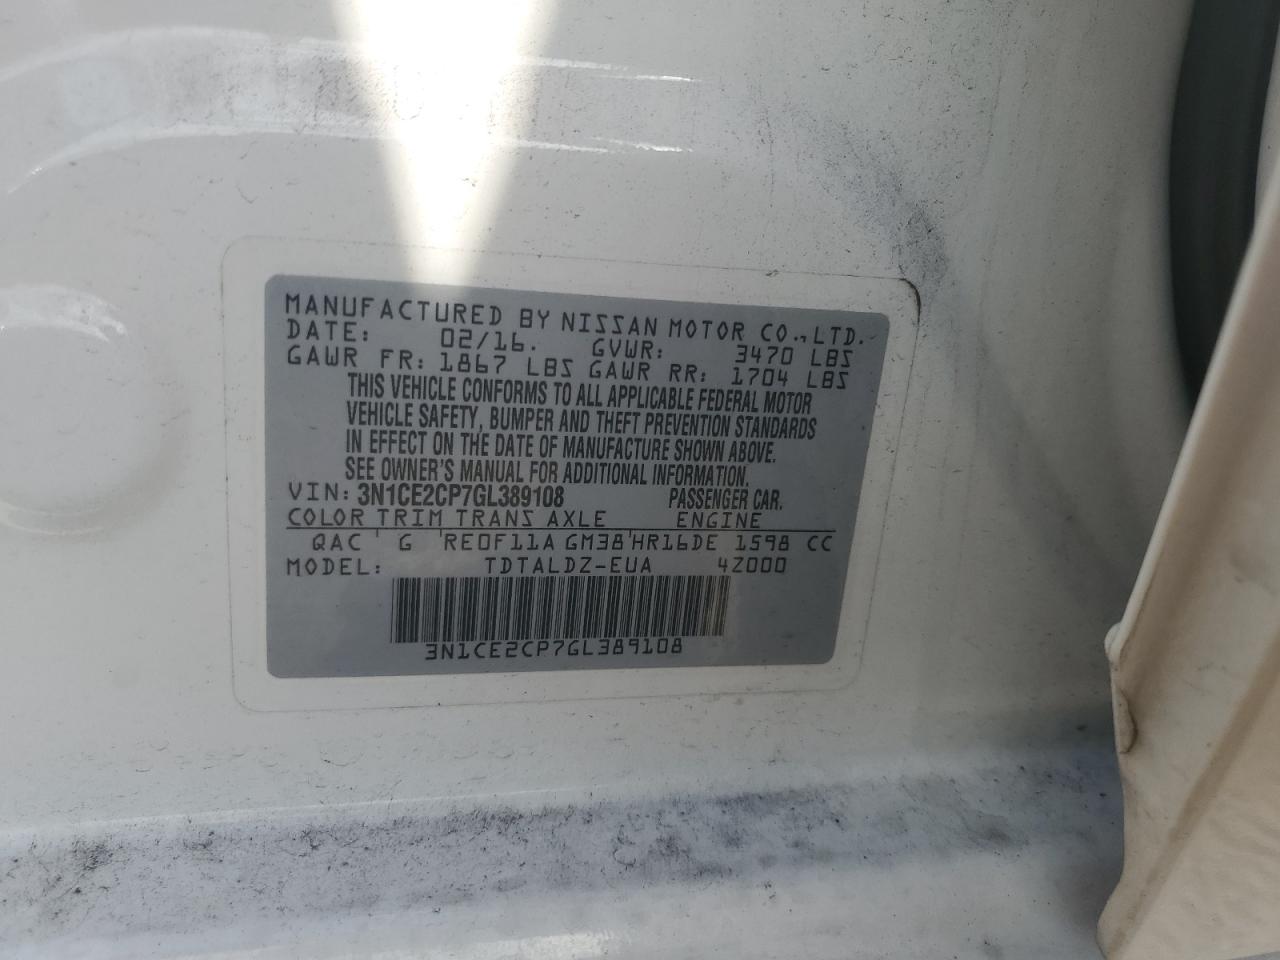 MANUFACTURED BY NISSAN MOTOR CO., LTD.
DATE: 02/16. GVWR: 3470 LBS
GAWR FR: 1867 LBS GAWR RR: 1704 LBS
THIS VEHICLE CONFORMS TO ALL APPLICABLE FEDERAL MOTOR
VEHICLE SAFETY, BUMPER AND THEFT PREVENTION STANDARDS
IN EFFECT ON THE DATE OF MANUFACTURE SHOWN ABOVE.
SEE OWNER'S MANUAL FOR ADDITIONAL INFORMATION.
VIN: 3N1CE2CP7GL389108 PASSENGER CAR.
COLOR TRIM TRANS AXLE ENGINE
QAC G RE0F11A GM38 HR16DE 1598 CC
MODEL: TDTALDZ-EUA 4Z000
3N1CE2CP7GL389108